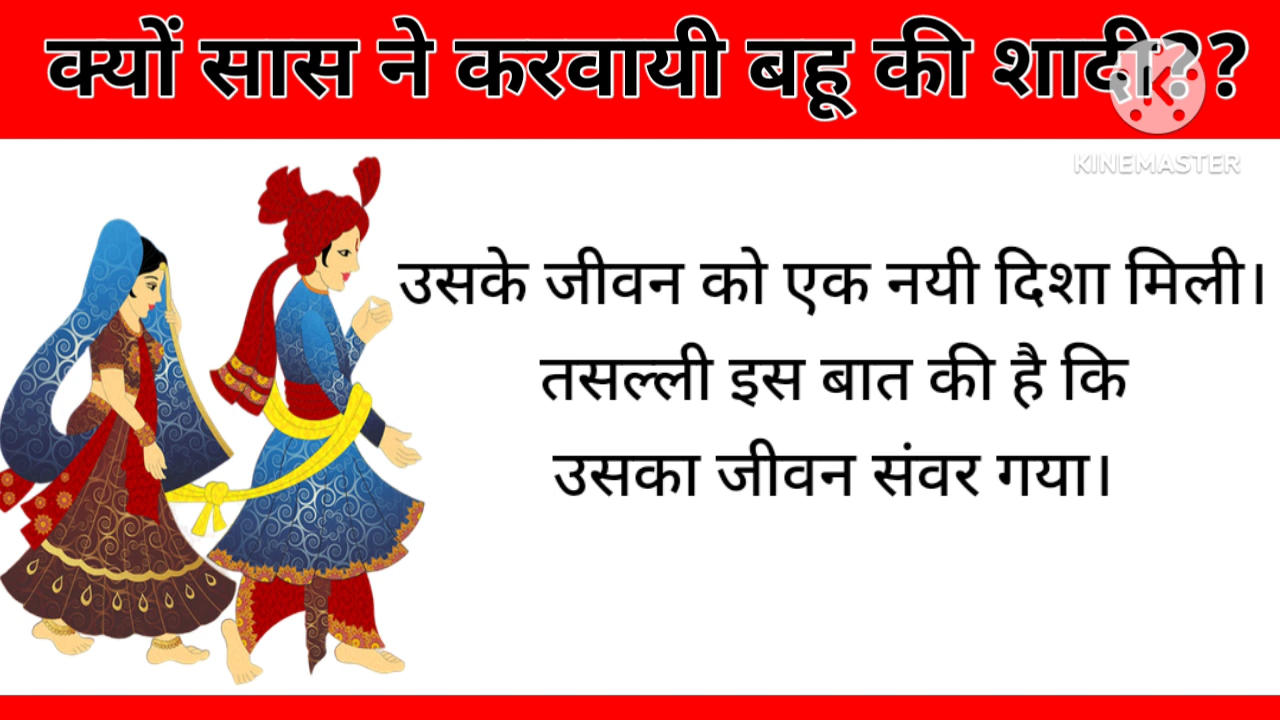 क्यों सास ने करवायी बहू की शादी??
KINEMASTER
उसके जीवन को एक नयी दिशा मिली।
तसल्ली इस बात की है कि
उसका जीवन संवर गया।